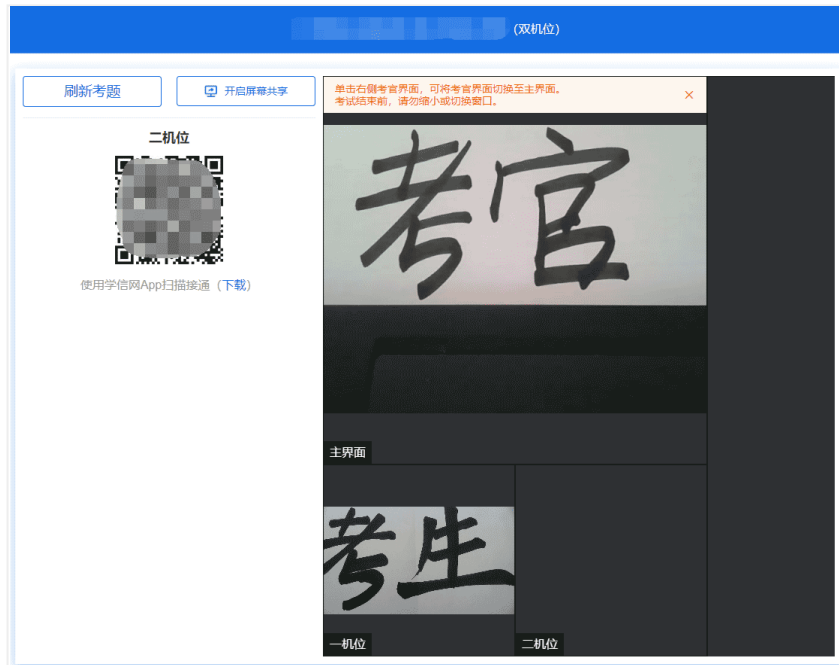 (双机位)
刷新考题
开启屏幕共享
二机位
使用学信网App扫描接通（下载）
单击右侧考官界面，可将考官界面切换至主界面。
考试结束前，请勿缩小或切换窗口。
考官
主界面
考生
一机位
二机位